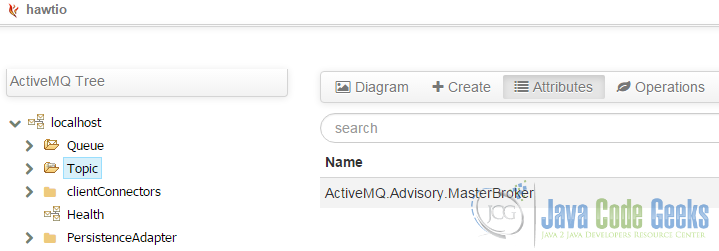 hawtio
ActiveMQ Tree
localhost
Queue
Topic
clientConnectors
Health
PersistenceAdapter
Diagram Create Attributes Operations
search
Name
ActiveMQ.Advisory.MasterBroker
JCG
Java Code Geeks
JAVA 2 JAVA DEVELOPERS RESOURCE CENTER